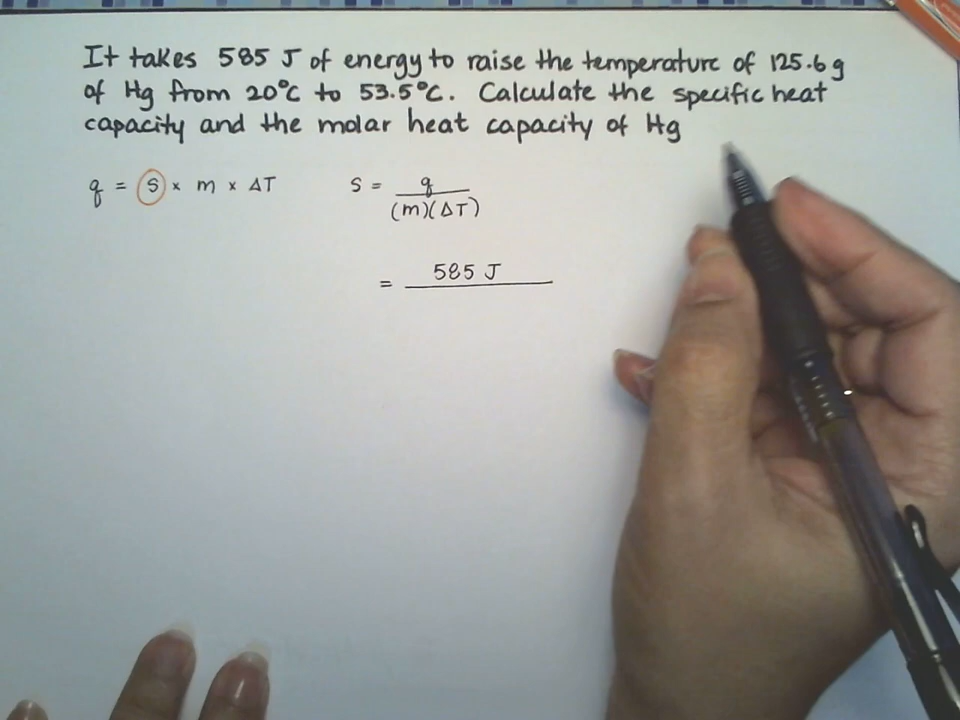 It takes 585 J of energy to raise the temperature of 125.6 g
of Hg from 20°C to 53.5°C. Calculate the specific heat
capacity and the molar heat capacity of Hg
q = s × m × ΔT
s = q / (m)(ΔT)
= 585 J